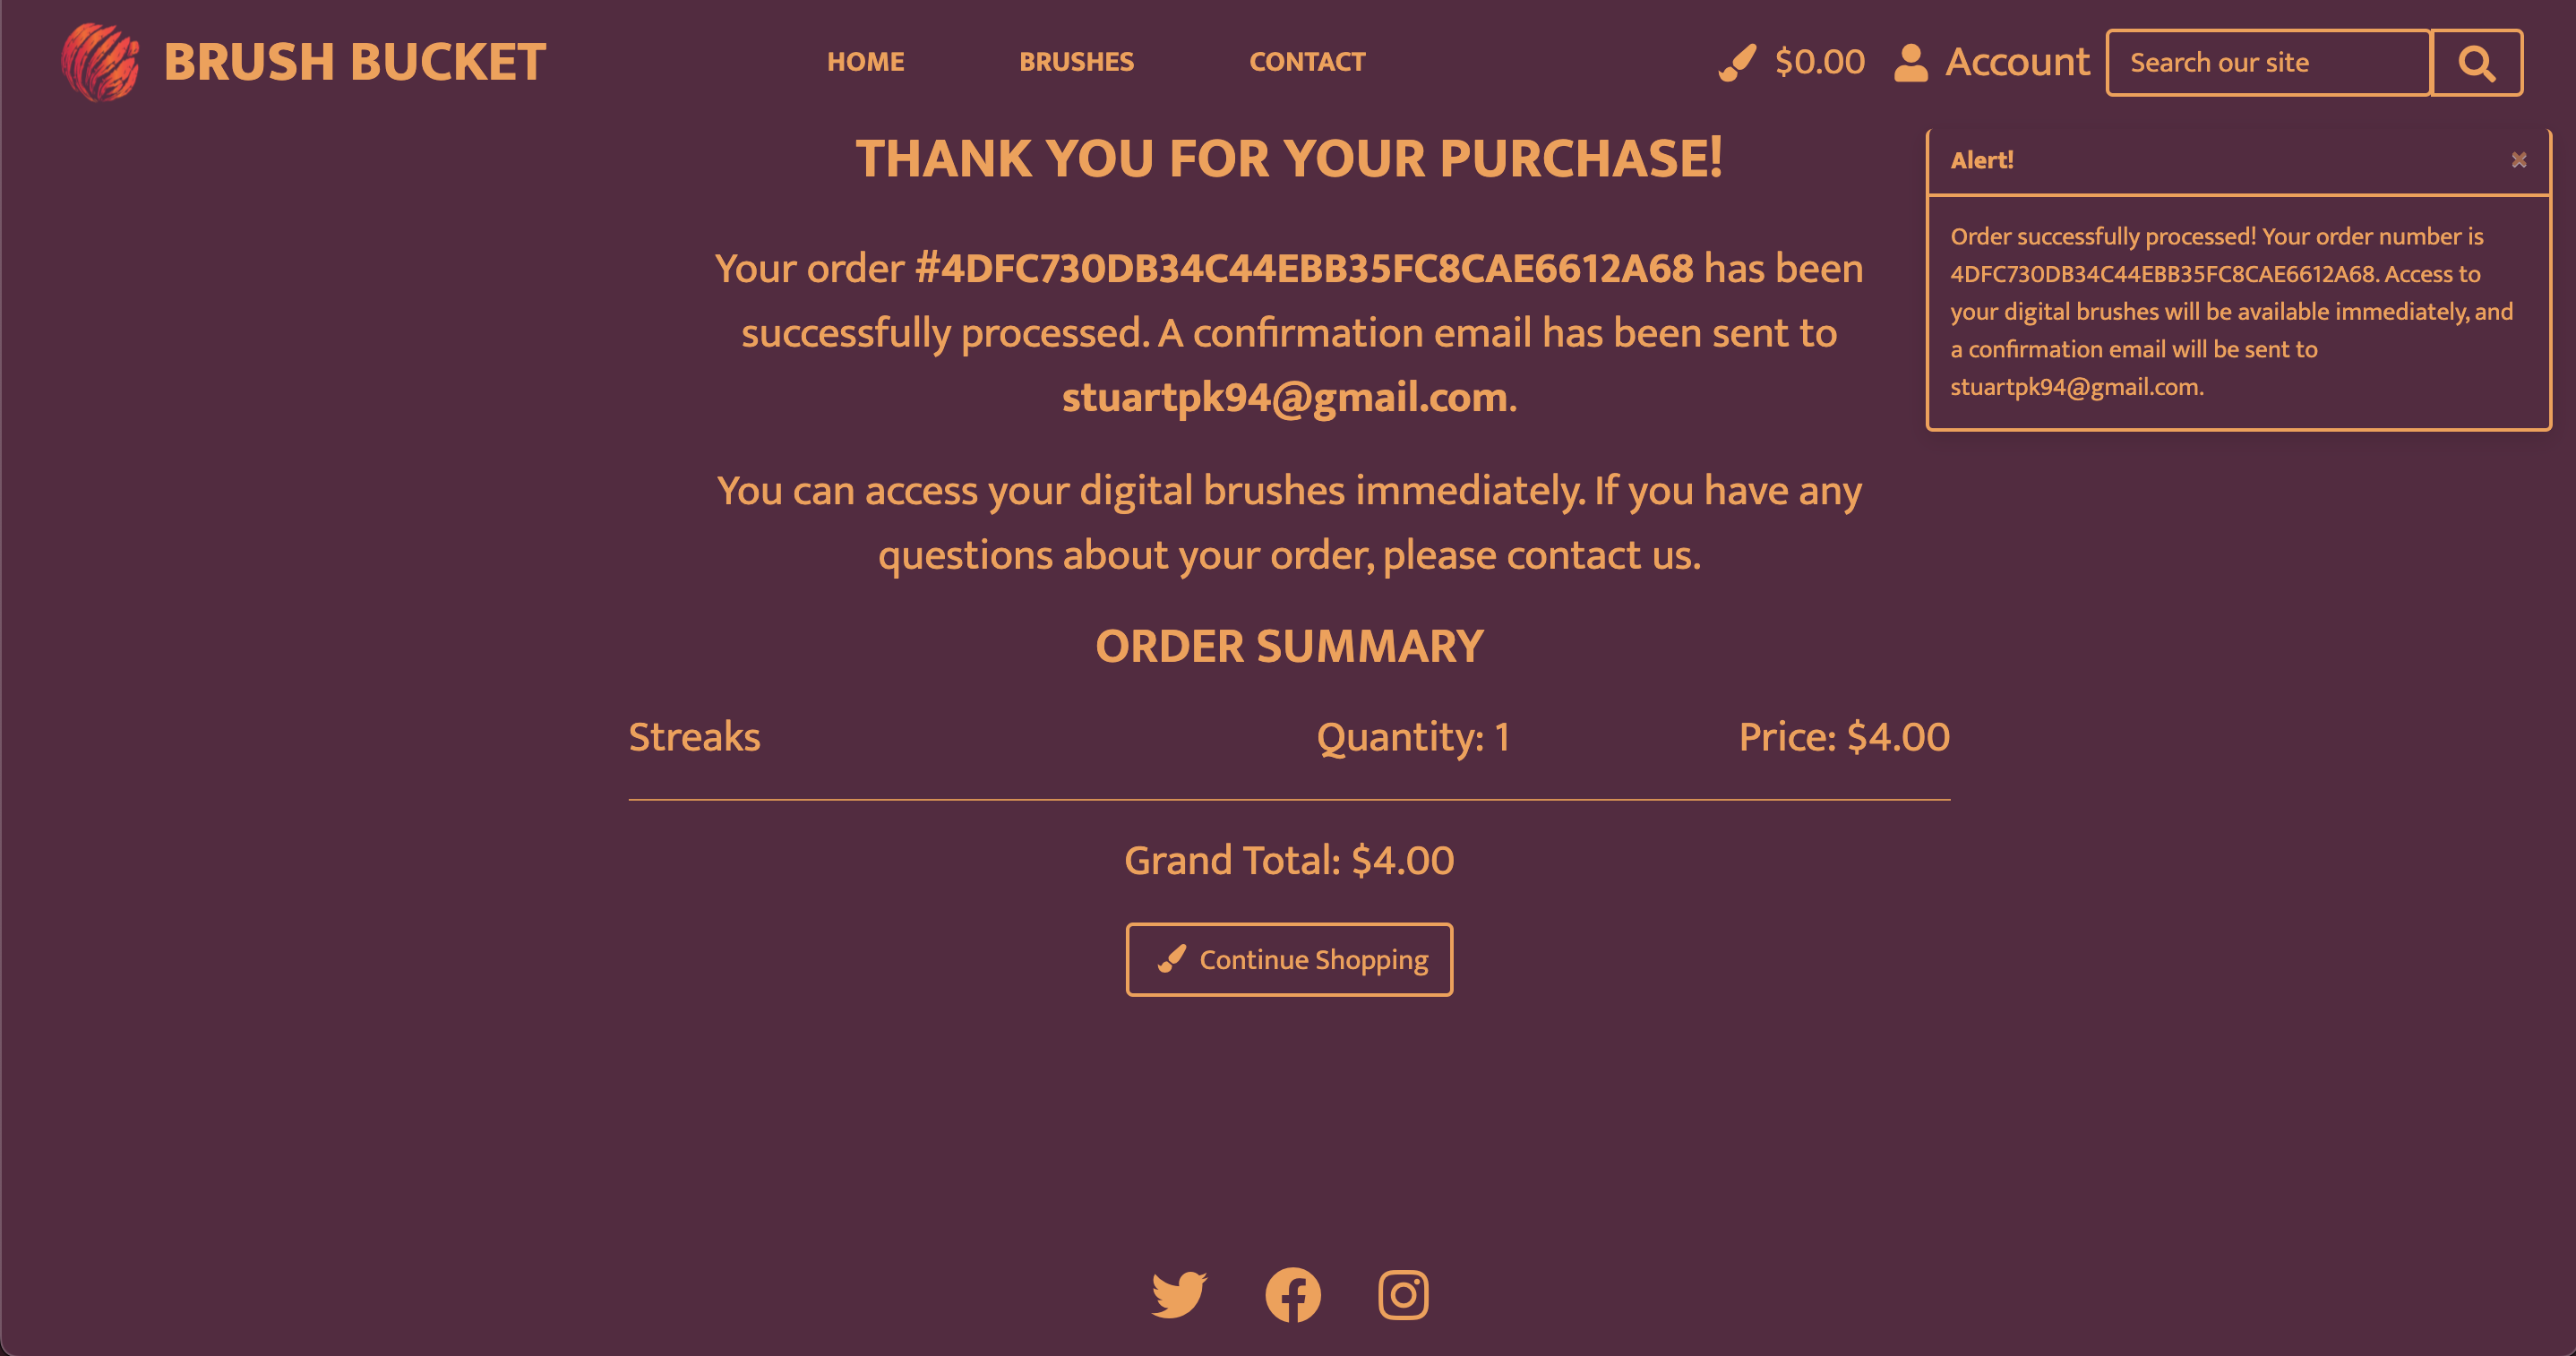 BRUSH BUCKET
HOME
BRUSHES
CONTACT
$0.00
Account
Search our site
THANK YOU FOR YOUR PURCHASE!
Your order #4DFC730DB34C44EBB35FC8CAE6612A68 has been
successfully processed. A confirmation email has been sent to
stuartpk94@gmail.com.
You can access your digital brushes immediately. If you have any
questions about your order, please contact us.
Alert!
Order successfully processed! Your order number is
4DFC730DB34C44EBB35FC8CAE6612A68. Access to
your digital brushes will be available immediately, and
a confirmation email will be sent to
stuartpk94@gmail.com.
ORDER SUMMARY
Streaks
Quantity: 1
Price: $4.00
Grand Total: $4.00
Continue Shopping